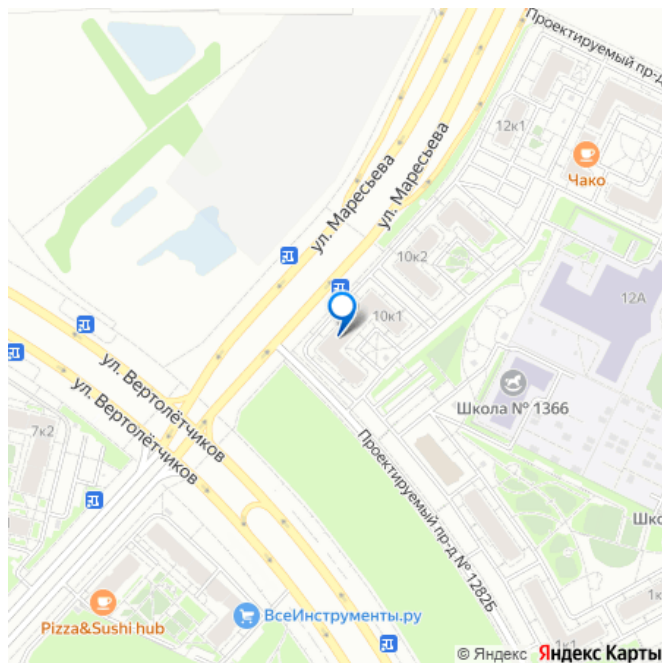 Проектируемый пр-д
12к1
Чако
ул. Маресьева
ул. Маресьева
10к2
12А
10к1
ул. Вертолётчиков
ул. Вертолётчиков
Школа № 1366
7к2
Проектируемый пр-д № 1282Б
Шко
Pizza&Sushi hub
ВсеИнструменты.ру
1к
1к1
© Яндекс Яндекс Карты